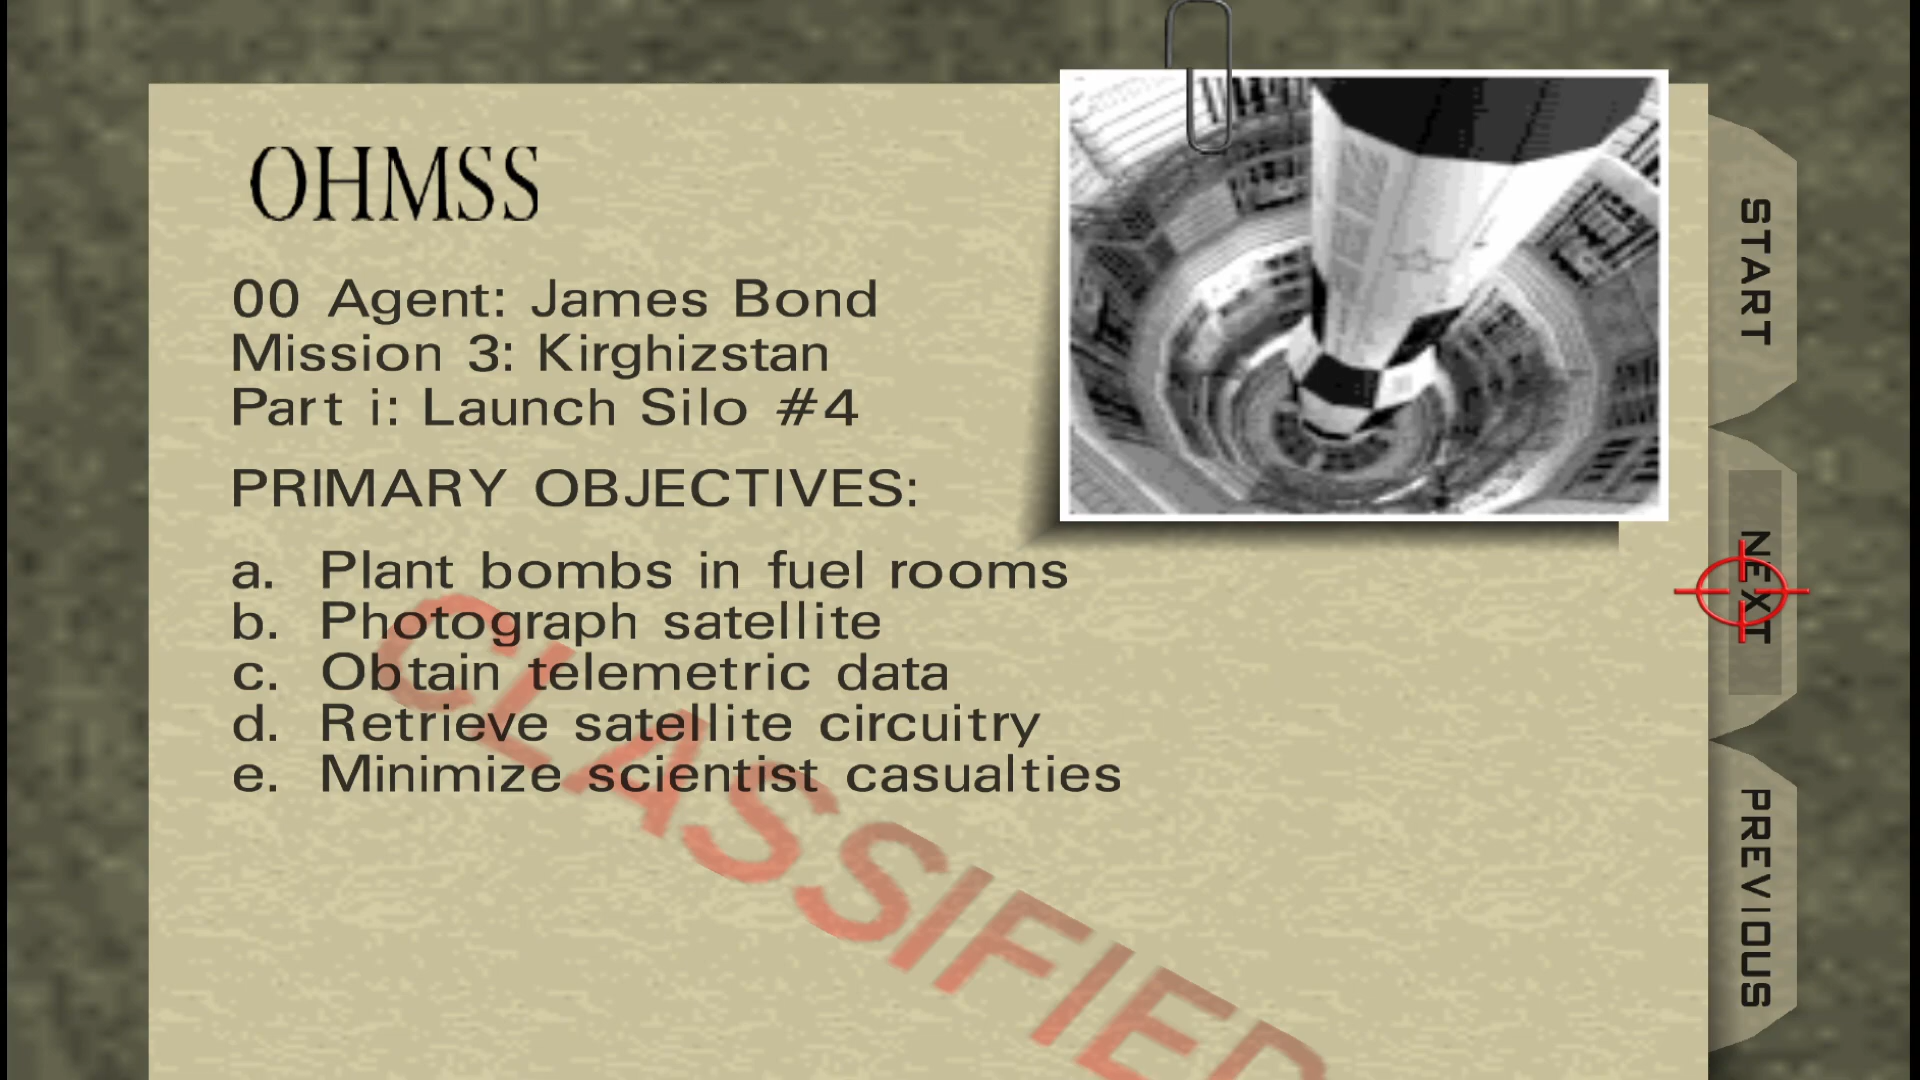 OHMSS
00 Agent: James Bond
Mission 3: Kirghizstan
Part i: Launch Silo #4
PRIMARY OBJECTIVES:
a. Plant bombs in fuel rooms
b. Photograph satellite
c. Obtain telemetric data
d. Retrieve satellite circuitry
e. Minimize scientist casualties
CLASSIFIED
START
NEXT
PREVIOUS